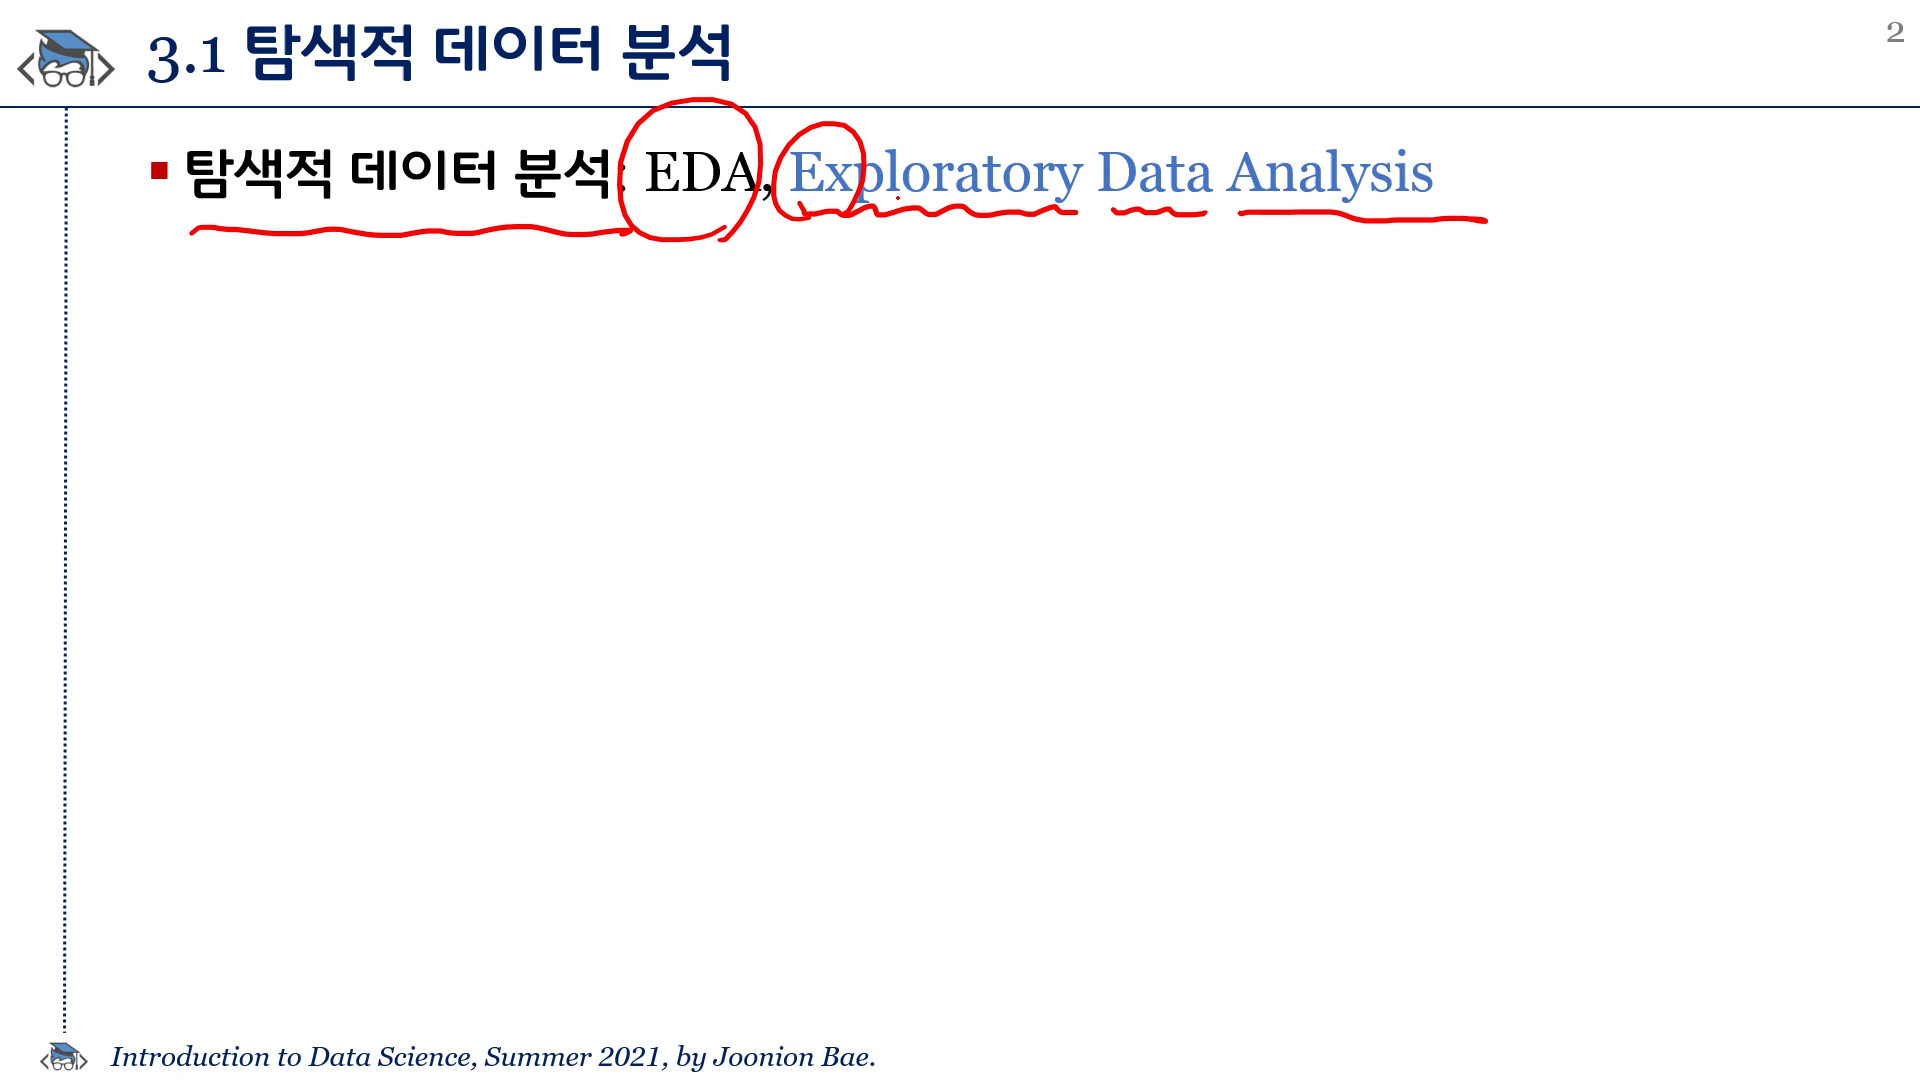 3.1 탐색적 데이터 분석
2
탐색적 데이터 분석: EDA, Exploratory Data Analysis
Introduction to Data Science, Summer 2021, by Joonion Bae.